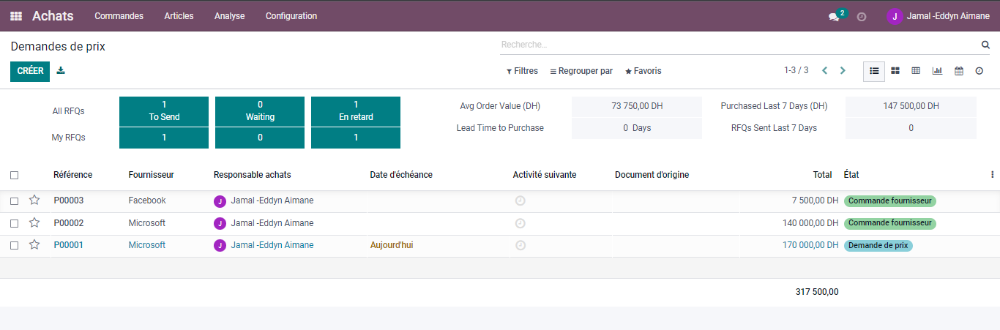 Achats Commandes Articles Analyse Configuration 2 J Jamal -Eddyn Aimane
Demandes de prix Recherche...
CRÉER Filtres Regrouper par Favoris 1-3 / 3
All RFQs 1 To Send 0 Waiting 1 En retard
My RFQs 1 0 1
Avg Order Value (DH) 73 750,00 DH Purchased Last 7 Days (DH) 147 500,00 DH
Lead Time to Purchase 0 Days RFQs Sent Last 7 Days 0
Référence Fournisseur Responsable achats Date d'échéance Activité suivante Document d'origine Total État
P00003 Facebook J Jamal -Eddyn Aimane 7 500,00 DH Commande fournisseur
P00002 Microsoft J Jamal -Eddyn Aimane 140 000,00 DH Commande fournisseur
P00001 Microsoft J Jamal -Eddyn Aimane Aujourd'hui 170 000,00 DH Demande de prix
317 500,00